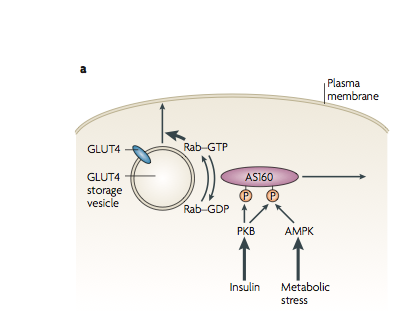 a
Plasma
membrane
GLUT4
Rab–GTP
GLUT4
storage
vesicle
AS160
P P
Rab–GDP
PKB AMPK
Insulin Metabolic
stress